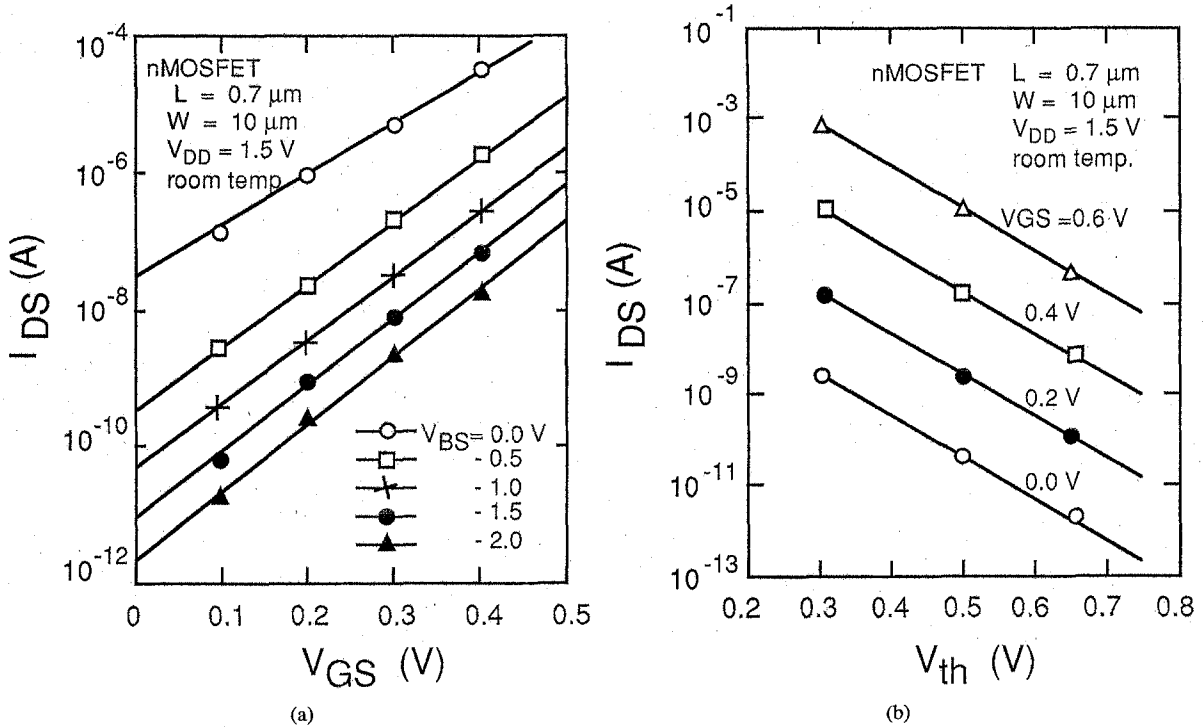 10^-4
10^-6
10^-8
10^-10
10^-12
I DS (A)
nMOSFET
L = 0.7 μm
W = 10 μm
V_DD = 1.5 V
room temp
V_BS = 0.0 V
- 0.5
- 1.0
- 1.5
- 2.0
0 0.1 0.2 0.3 0.4 0.5
V_GS (V)
(a)
10^-1
10^-3
10^-5
10^-7
10^-9
10^-11
10^-13
I DS (A)
nMOSFET L = 0.7 μm
W = 10 μm
V_DD = 1.5 V
room temp.
VGS =0.6 V
0.4 V
0.2 V
0.0 V
0.2 0.3 0.4 0.5 0.6 0.7 0.8
V_th (V)
(b)